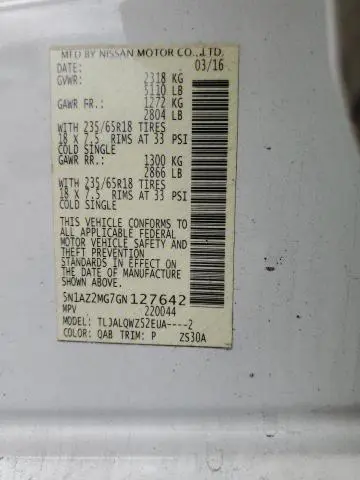 MFD BY NISSAN MOTOR CO.,LTD.
DATE: 03/16
GVWR: 2318 KG
5110 LB
GAWR FR.: 1272 KG
2804 LB
WITH 235/65R18 TIRES
18 X 7.5 RIMS AT 33 PSI
COLD SINGLE
GAWR RR.: 1300 KG
2866 LB
WITH 235/65R18 TIRES
18 X 7.5 RIMS AT 33 PSI
COLD SINGLE
THIS VEHICLE CONFORMS TO
ALL APPLICABLE FEDERAL
MOTOR VEHICLE SAFETY AND
THEFT PREVENTION
STANDARDS IN EFFECT ON
THE DATE OF MANUFACTURE
SHOWN ABOVE.
5N1AZ2MG7GN127642
MPV 220044
MODEL: TLJALQWZ52EUA----2
COLOR: QAB TRIM: P ZS30A